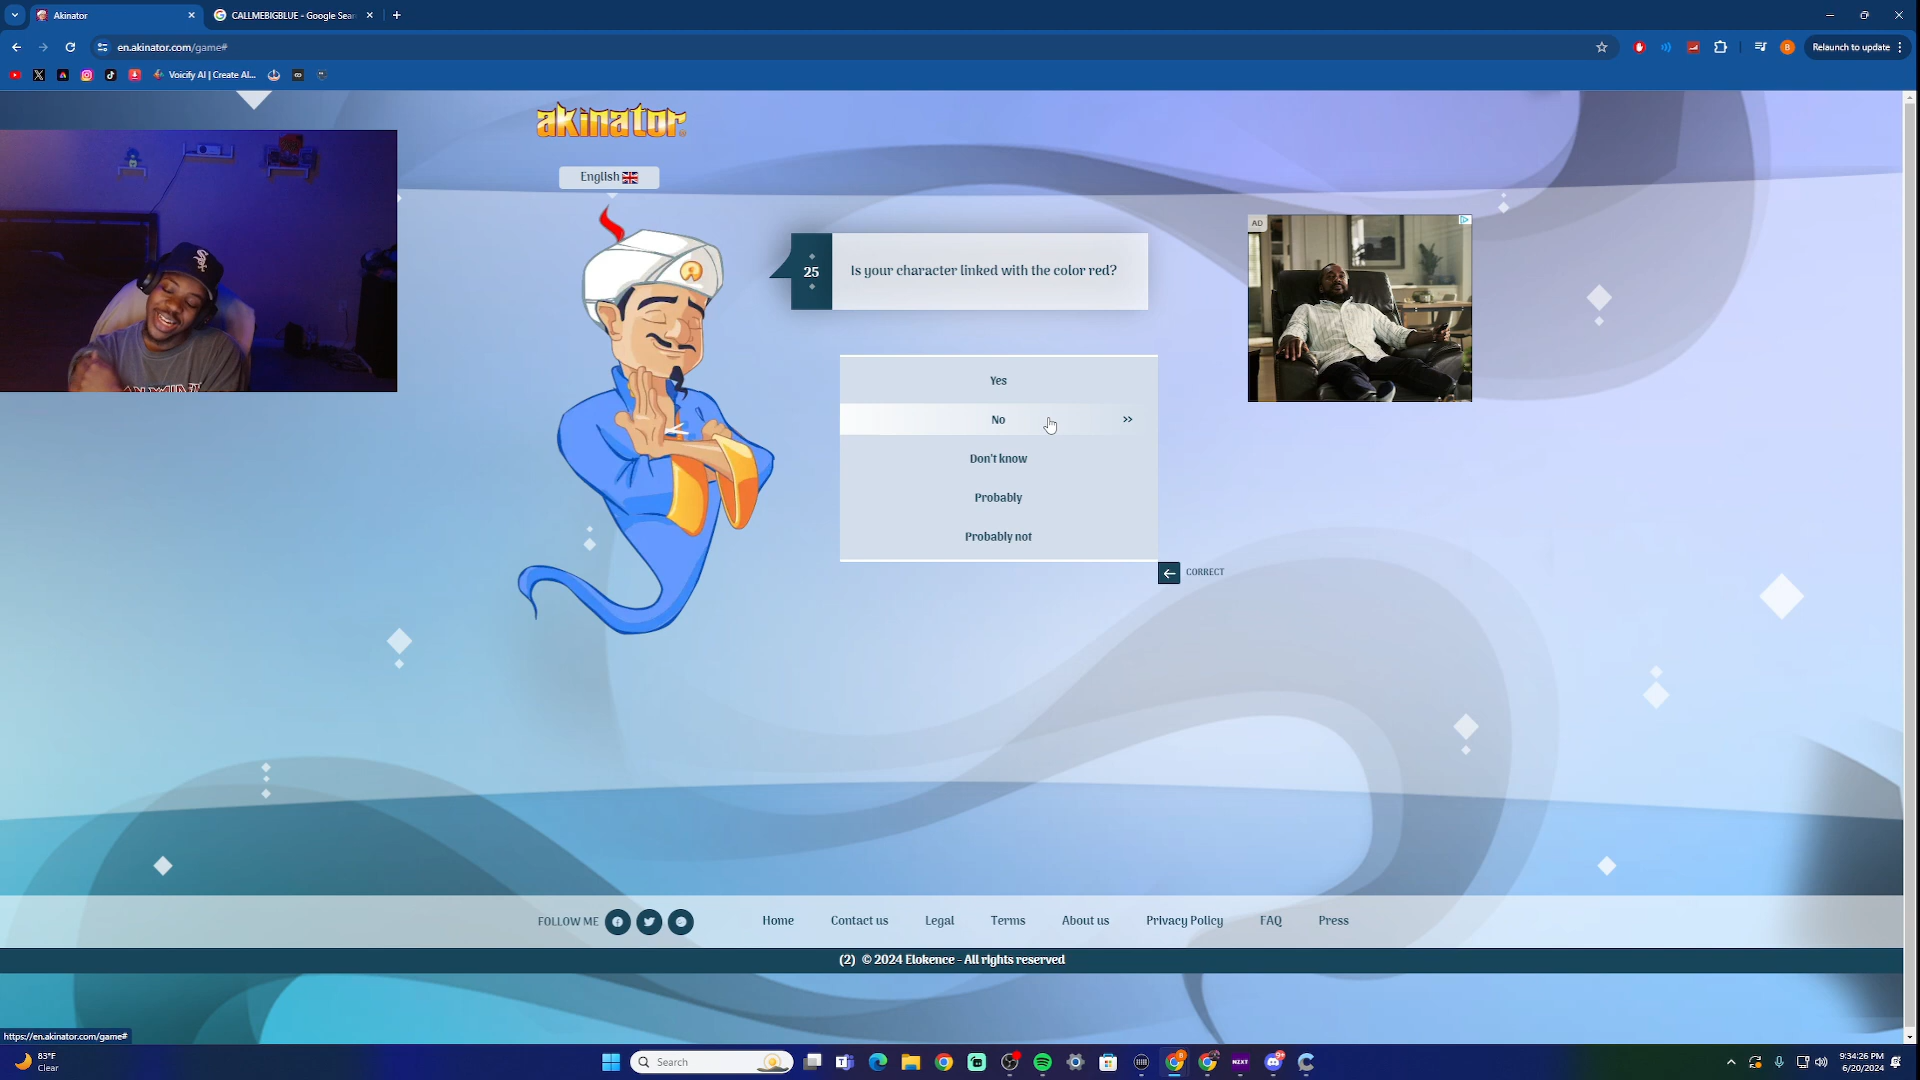 Akinator
CALLMEBIGBLUE - Google Sear
en.akinator.com/game#
B
Relaunch to update
Voicify AI | Create AI...
akinator
English
25
Is your character linked with the color red?
AD
Yes
No
>>
Don't know
Probably
Probably not
CORRECT
FOLLOW ME
Home
Contact us
Legal
Terms
About us
Privacy Policy
FAQ
Press
(2) © 2024 Elokence - All rights reserved
https://en.akinator.com/game#
83°F
Clear
Search
NZXT
9:34:26 PM
6/20/2024